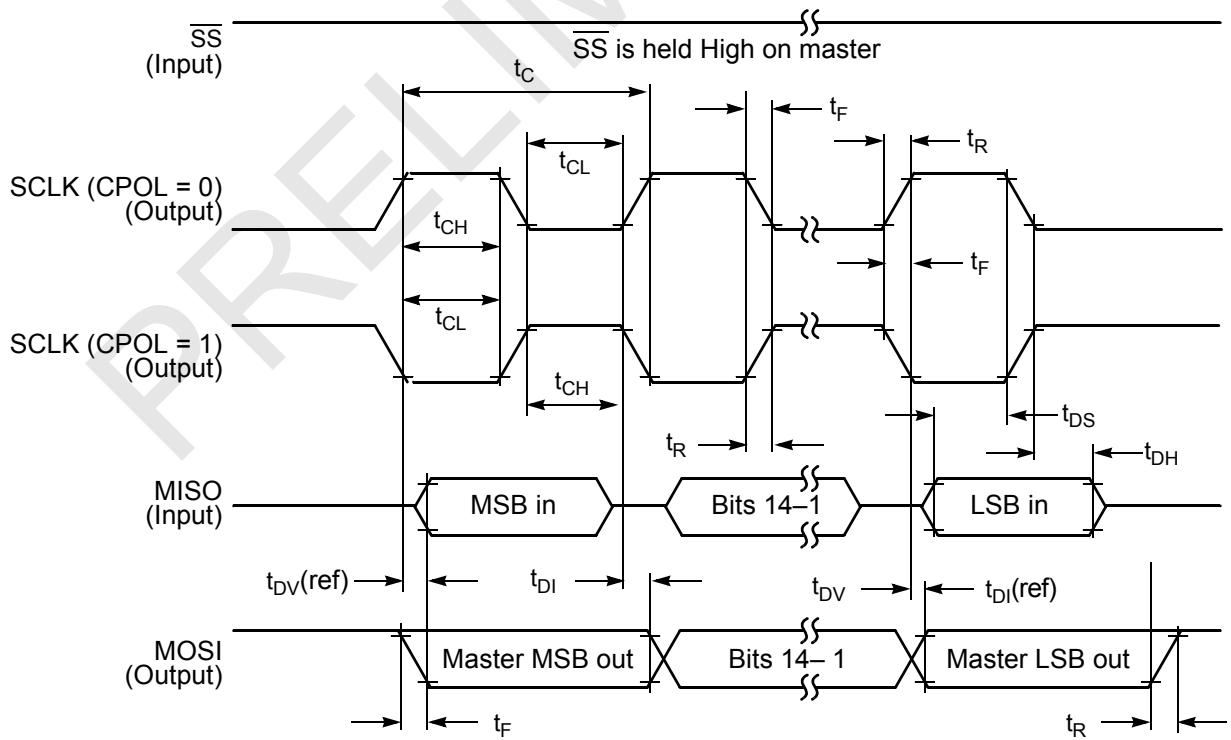 SS
(Input)
SS is held High on master
tC
tF
tR
tCL
SCLK (CPOL = 0)
(Output)
tCH
tF
tCL
SCLK (CPOL = 1)
(Output)
tCH
tDS
tR
tDH
MISO
(Input)
MSB in
Bits 14–1
LSB in
tDV(ref)
tDI
tDV
tDI(ref)
MOSI
(Output)
Master MSB out
Bits 14– 1
Master LSB out
tF
tR
PRELIM